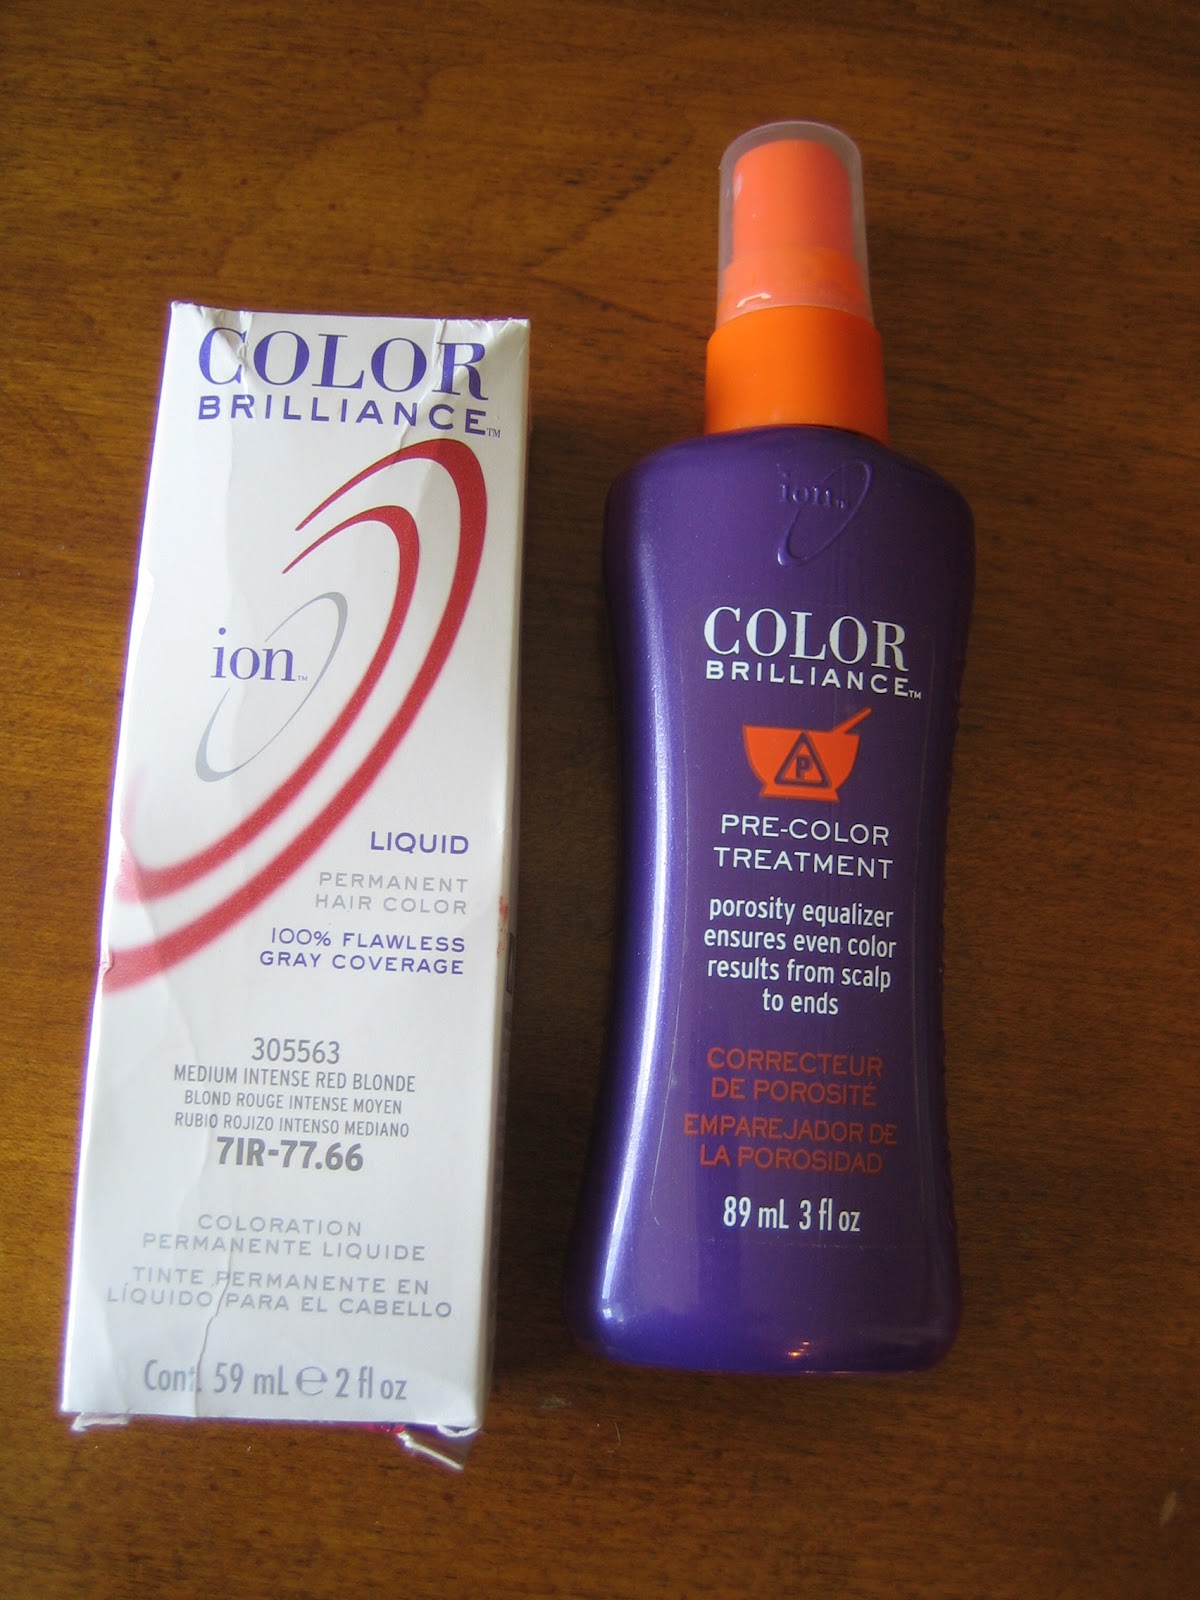 COLOR
BRILLIANCE™
ion™
LIQUID
PERMANENT
HAIR COLOR
100% FLAWLESS
GRAY COVERAGE
305563
MEDIUM INTENSE RED BLONDE
BLOND ROUGE INTENSE MOYEN
RUBIO ROJIZO INTENSO MEDIANO
7IR-77.66
COLORATION
PERMANENTE LIQUIDE
TINTE PERMANENTE EN
LÍQUIDO PARA EL CABELLO
Cont. 59 mL ℮ 2 fl oz
ion™
COLOR
BRILLIANCE™
P
PRE-COLOR
TREATMENT
porosity equalizer
ensures even color
results from scalp
to ends
CORRECTEUR
DE POROSITÉ
EMPAREJADOR DE
LA POROSIDAD
89 mL 3 fl oz